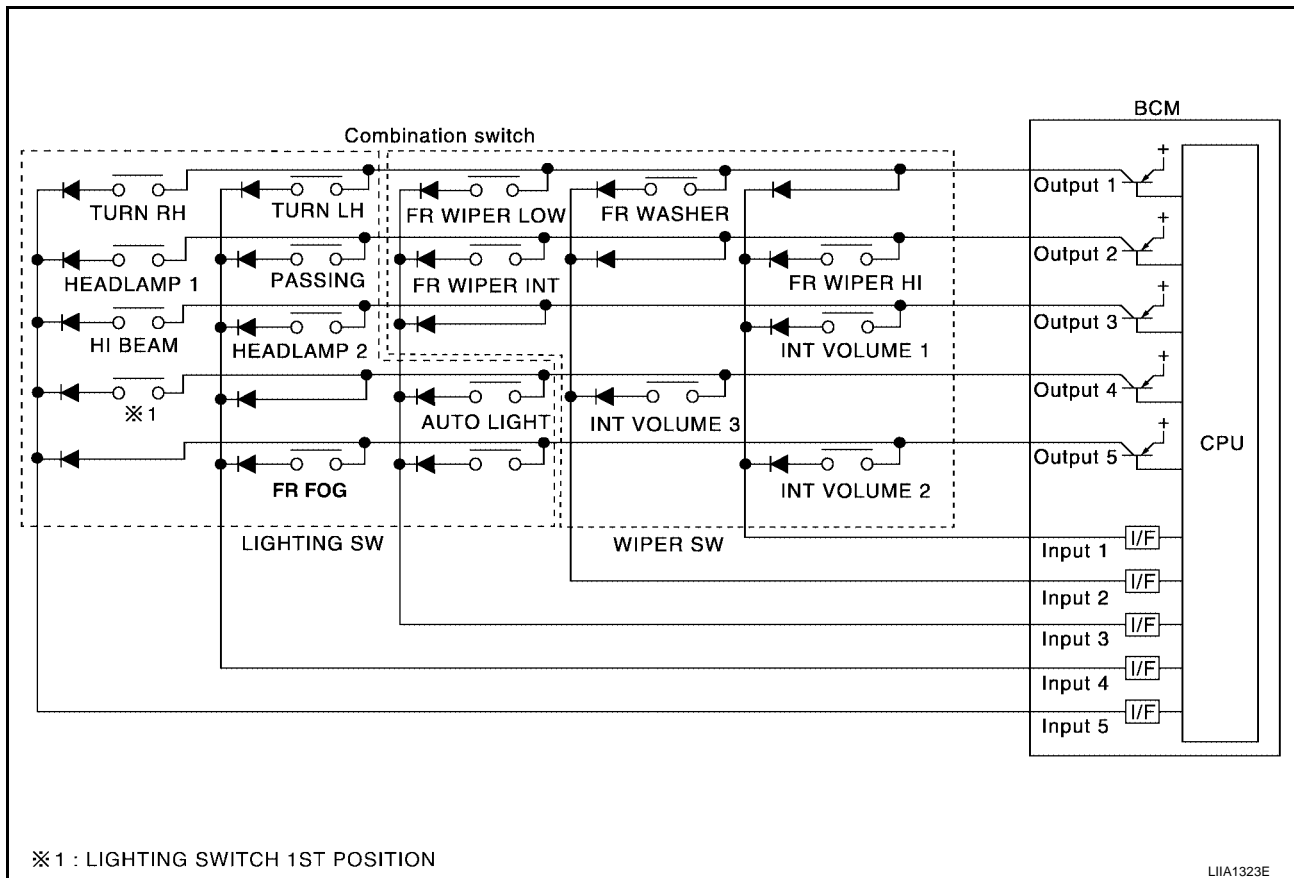 BCM
Combination switch
Output 1
TURN RH
TURN LH
FR WIPER LOW
FR WASHER
Output 2
HEADLAMP 1
PASSING
FR WIPER INT
FR WIPER HI
Output 3
HI BEAM
HEADLAMP 2
INT VOLUME 1
Output 4
※1
AUTO LIGHT
INT VOLUME 3
CPU
Output 5
FR FOG
INT VOLUME 2
LIGHTING SW
WIPER SW
Input 1
I/F
Input 2
I/F
Input 3
I/F
Input 4
I/F
Input 5
I/F
※1 : LIGHTING SWITCH 1ST POSITION
LIIA1323E